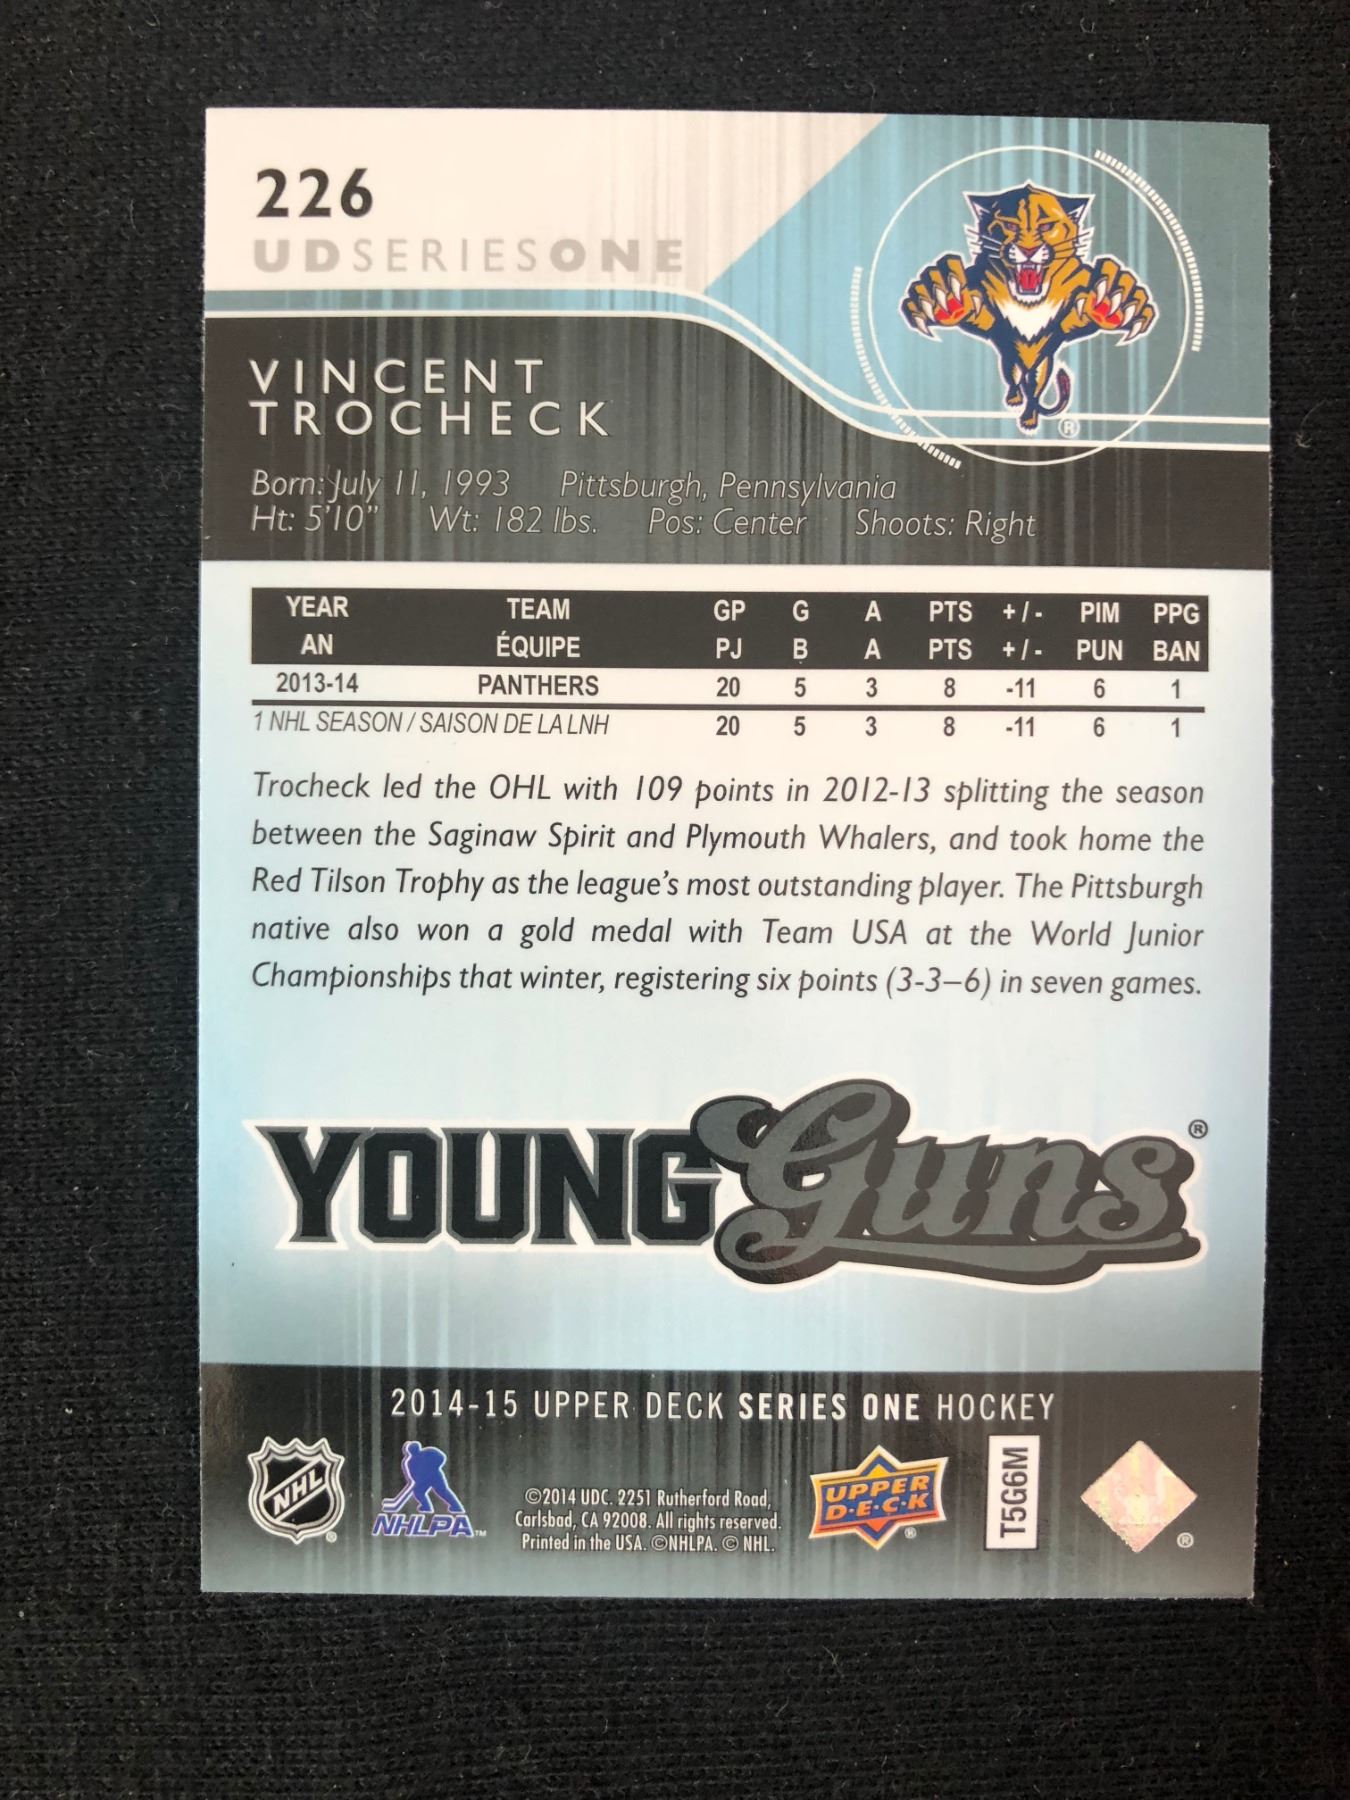 226
UDSERIESONE
VINCENT
TROCHECK
Born: July 11, 1993 Pittsburgh, Pennsylvania
Ht: 5'10" Wt: 182 lbs. Pos: Center Shoots: Right
®
YEAR TEAM GP G A PTS +/- PIM PPG
AN ÉQUIPE PJ B A PTS +/- PUN BAN
2013-14 PANTHERS 20 5 3 8 -11 6 1
1 NHL SEASON / SAISON DE LA LNH 20 5 3 8 -11 6 1
Trocheck led the OHL with 109 points in 2012-13 splitting the season
between the Saginaw Spirit and Plymouth Whalers, and took home the
Red Tilson Trophy as the league's most outstanding player. The Pittsburgh
native also won a gold medal with Team USA at the World Junior
Championships that winter, registering six points (3-3–6) in seven games.
YOUNG Guns ®
2014-15 UPPER DECK SERIES ONE HOCKEY
NHL ®
NHLPA ™
©2014 UDC. 2251 Rutherford Road,
Carlsbad, CA 92008. All rights reserved.
Printed in the USA. ©NHLPA. © NHL.
UPPER
D•E•C•K ®
T5G6M
®